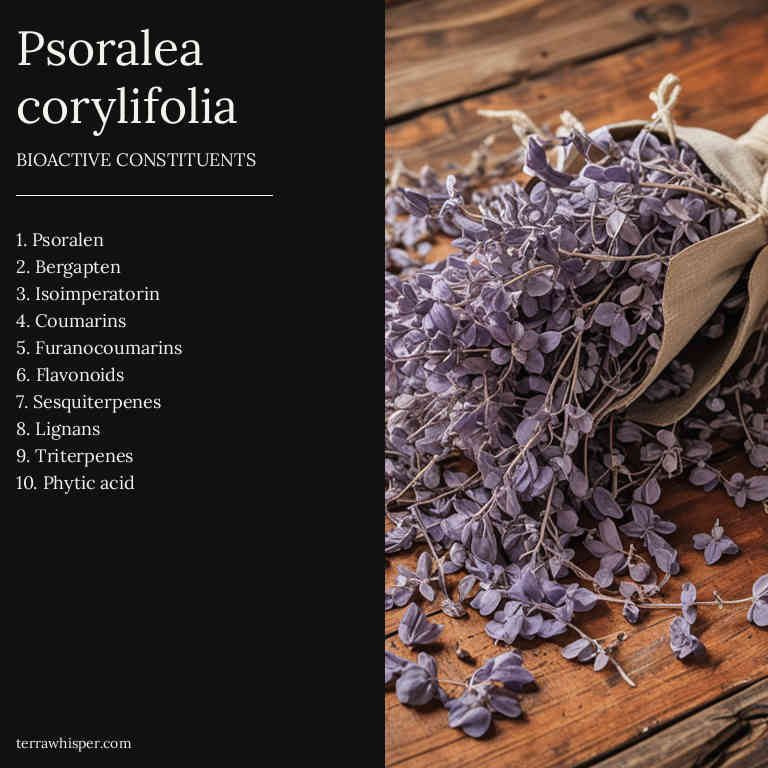 Psoralea
corylifolia
BIOACTIVE CONSTITUENTS
1. Psoralen
2. Bergapten
3. Isoimperatorin
4. Coumarins
5. Furanocoumarins
6. Flavonoids
7. Sesquiterpenes
8. Lignans
9. Triterpenes
10. Phytic acid
terrawhisper.com